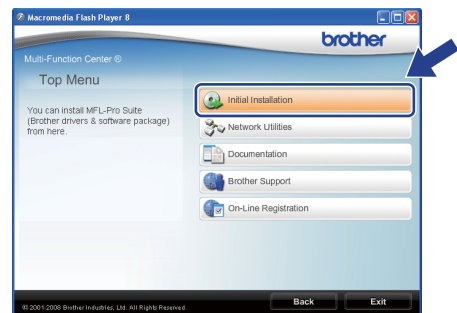 Macromedia Flash Player 8
brother
Multi-Function Center ®
Top Menu
You can install MFL-Pro Suite
(Brother drivers & software package)
from here.
Initial Installation
Network Utilities
Documentation
Brother Support
On-Line Registration
© 2001-2008 Brother Industries, Ltd. All Rights Reserved.
Back
Exit